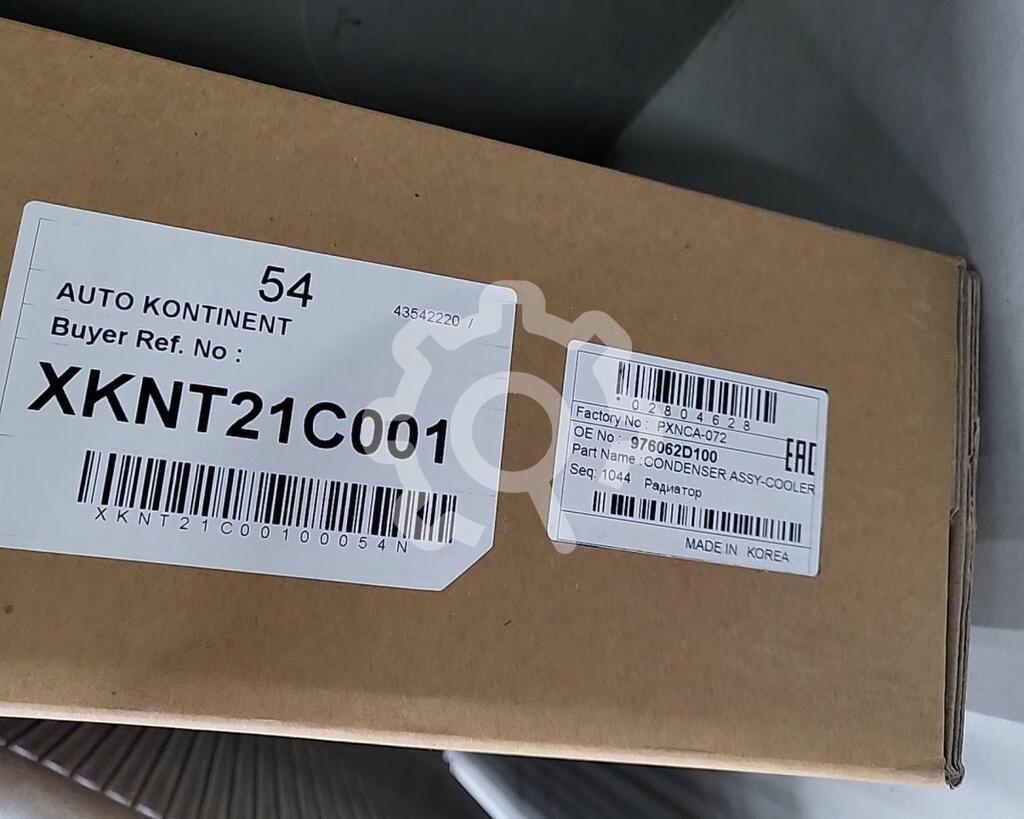 54
AUTO KONTINENT
43542220 /
Buyer Ref. No :
XKNT21C001
XKNT21C00100054N
*02804628
Factory No : PXNCA-072
OE No : 976062D100
Part Name :CONDENSER ASSY-COOLER
Seq: 1044 Радиатор
EAC
MADE IN KOREA